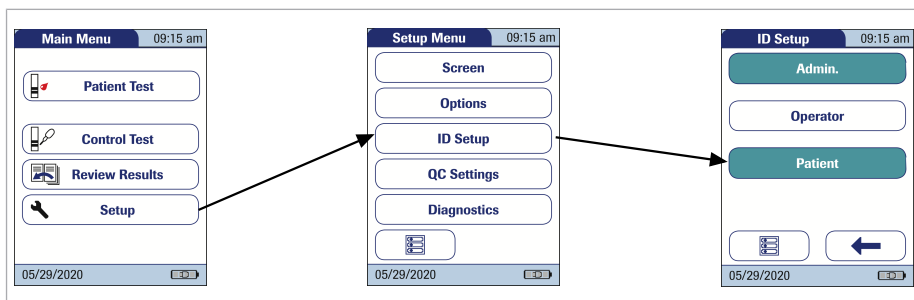 Main Menu 09:15 am
Patient Test
Control Test
Review Results
Setup
05/29/2020
Setup Menu 09:15 am
Screen
Options
ID Setup
QC Settings
Diagnostics
05/29/2020
ID Setup 09:15 am
Admin.
Operator
Patient
05/29/2020